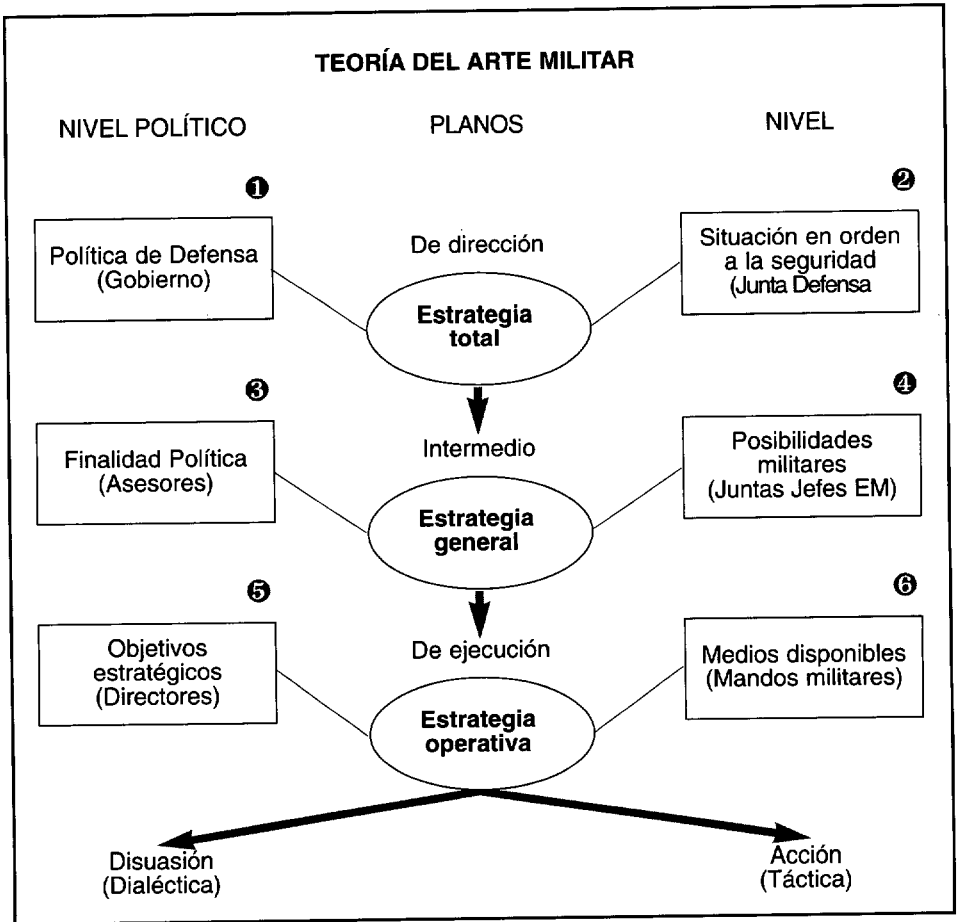 TEORÍA DEL ARTE MILITAR
NIVEL POLÍTICO
PLANOS
NIVEL
❶
❷
Política de Defensa
(Gobierno)
De dirección
Situación en orden
a la seguridad
(Junta Defensa
Estrategia
total
❸
❹
Finalidad Política
(Asesores)
Intermedio
Posibilidades
militares
(Juntas Jefes EM)
Estrategia
general
❺
❻
Objetivos
estratégicos
(Directores)
De ejecución
Medios disponibles
(Mandos militares)
Estrategia
operativa
Disuasión
(Dialéctica)
Acción
(Táctica)